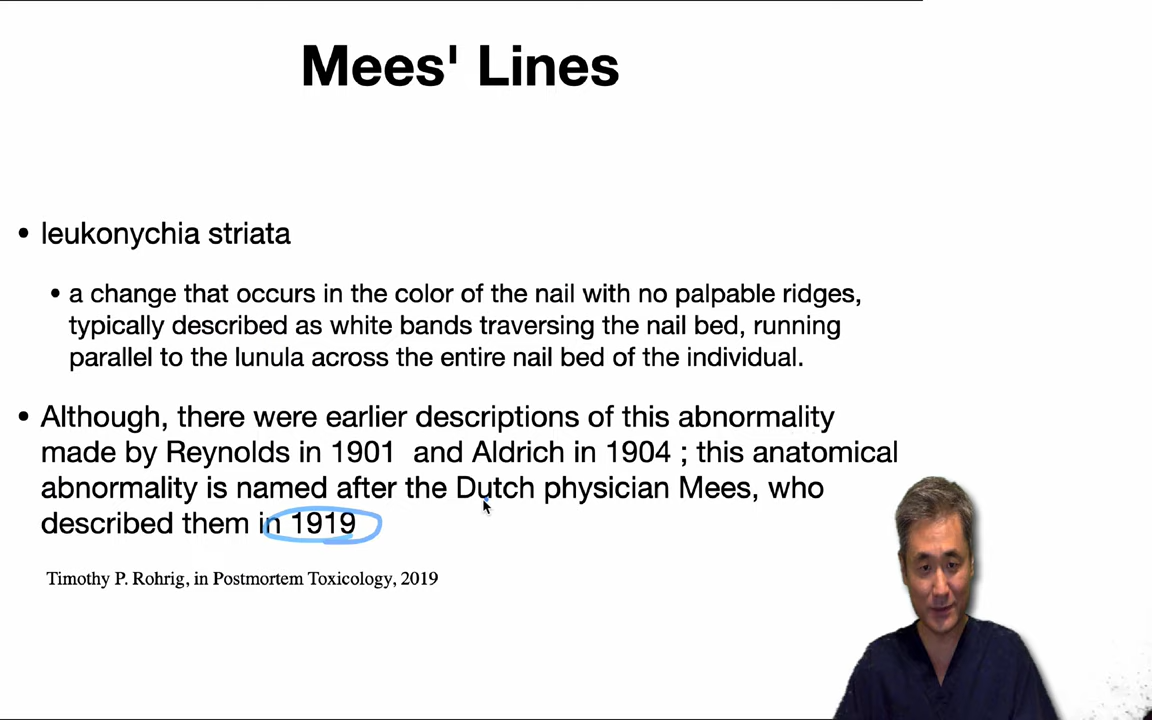 Mees' Lines
• leukonychia striata
• a change that occurs in the color of the nail with no palpable ridges,
typically described as white bands traversing the nail bed, running
parallel to the lunula across the entire nail bed of the individual.
• Although, there were earlier descriptions of this abnormality
made by Reynolds in 1901 and Aldrich in 1904 ; this anatomical
abnormality is named after the Dutch physician Mees, who
described them in 1919
Timothy P. Rohrig, in Postmortem Toxicology, 2019